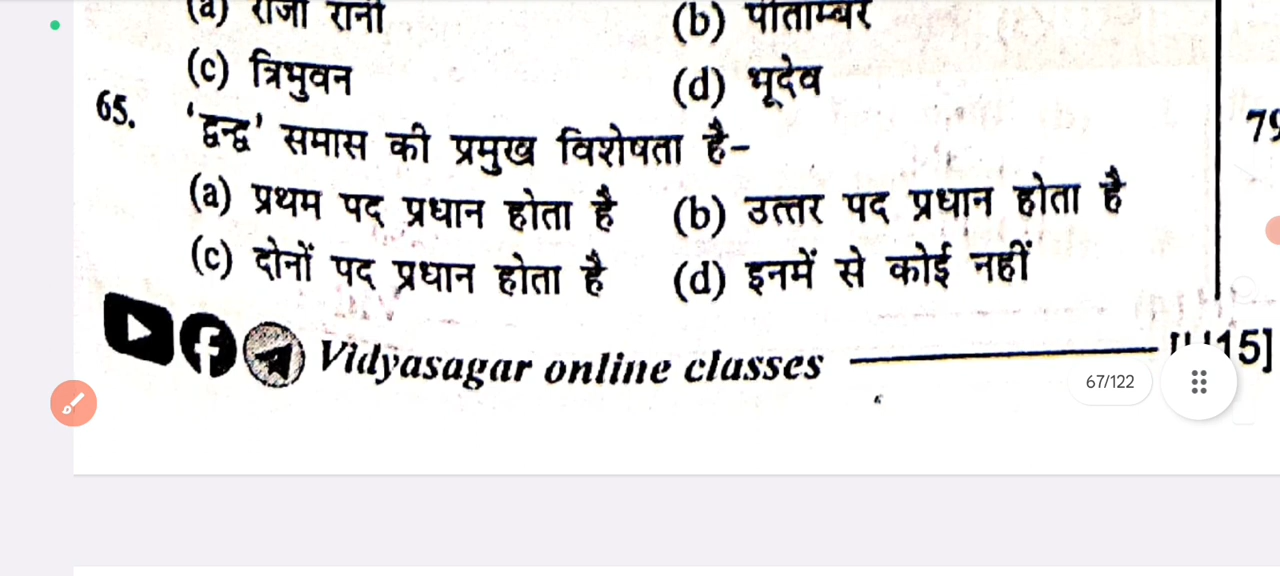 (a) राजा रानी (b) पीताम्बर
(c) त्रिभुवन (d) भूदेव
65. 'द्वन्द्व' समास की प्रमुख विशेषता है-
(a) प्रथम पद प्रधान होता है (b) उत्तर पद प्रधान होता है
(c) दोनों पद प्रधान होता है (d) इनमें से कोई नहीं
Vidyasagar online classes
67/122